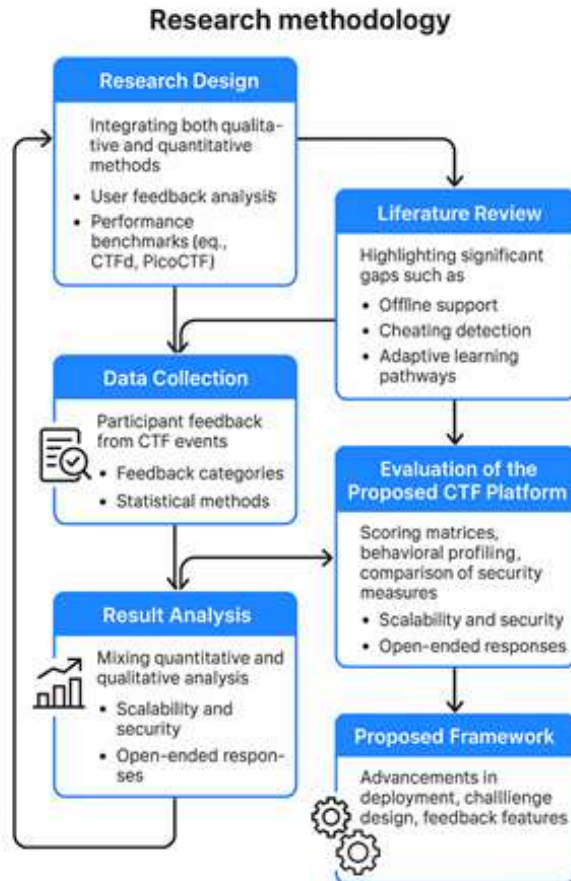 Research methodology
Research Design
Integrating both qualita-
tive and quantitative
methods
• User feedback analysis
• Performance
benchmarks (eq.,
CTFd, PicoCTF)
Liferature Review
Highlighting significant
gaps such as
• Offline support
• Cheating detection
• Adaptive learning
pathways
Data Collection
Participant feedback
from CTF events
• Feedback categories
• Statistical methods
Evaluation of the
Proposed CTF Platform
Scoring matrices,
behavioral profiling,
comparison of security
measures
• Scalability and security
• Open-ended responses
Result Analysis
Mixing quantitative and
qualitative analysis
• Scalability and
security
• Open-ended respon-
ses
Proposed Framework
Advancements in
deployment, challlienge
design, feedback features